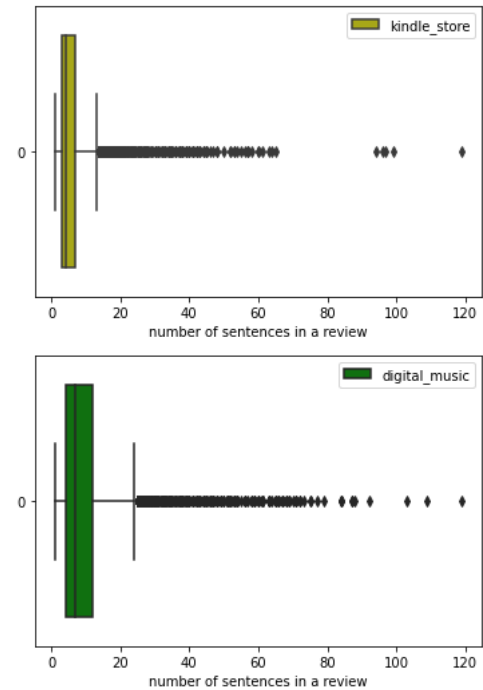 kindle_store
0
0 20 40 60 80 100 120
number of sentences in a review
digital_music
0
0 20 40 60 80 100 120
number of sentences in a review